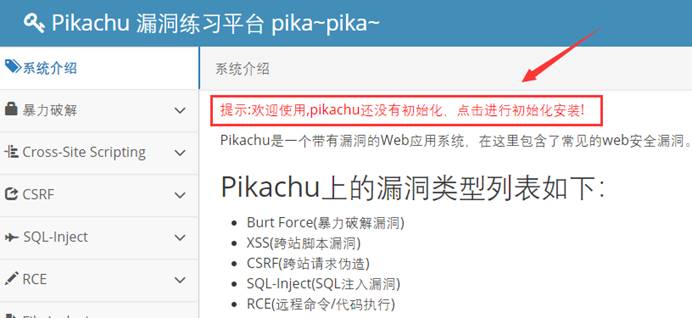 Pikachu 漏洞练习平台 pika~pika~
系统介绍
系统介绍
暴力破解
Cross-Site Scripting
CSRF
SQL-Inject
RCE
提示:欢迎使用,pikachu还没有初始化、点击进行初始化安装!
Pikachu是一个带有漏洞的Web应用系统，在这里包含了常见的web安全漏洞。
Pikachu上的漏洞类型列表如下:
Burt Force(暴力破解漏洞)
XSS(跨站脚本漏洞)
CSRF(跨站请求伪造)
SQL-Inject(SQL注入漏洞)
RCE(远程命令/代码执行)